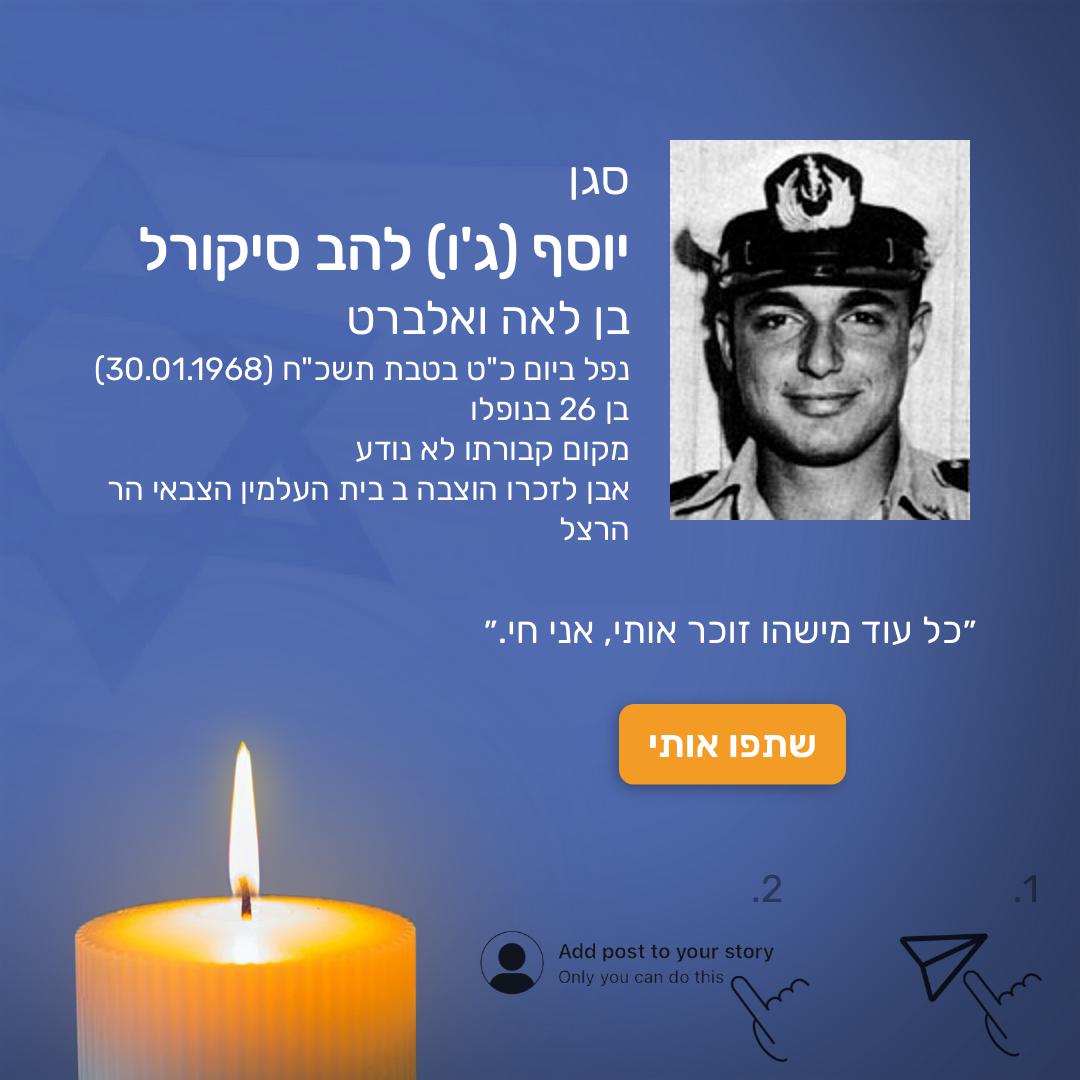 סגן
יוסף (ג'ו) להב סיקורל
בן לאה ואלברט
נפל ביום כ"ט בטבת תשכ"ח (30.01.1968)
בן 26 בנופלו
מקום קבורתו לא נודע
אבן לזכרו הוצבה ב בית העלמין הצבאי הר
הרצל
״כל עוד מישהו זוכר אותי, אני חי.״
שתפו אותי
.1
.2
Add post to your story
Only you can do this